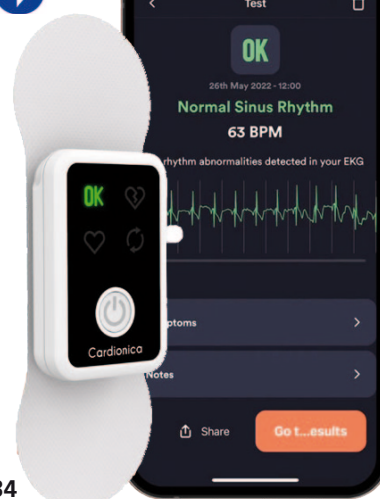 Test
OK
26th May 2022 - 12:00
Normal Sinus Rhythm
63 BPM
rhythm abnormalities detected in your EKG
ptoms
Notes
Share
Go t...esults
OK
Cardionica
34